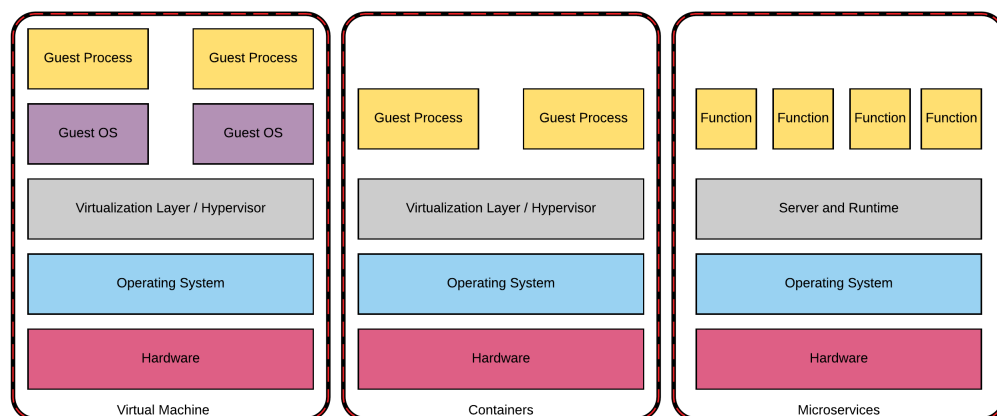 Guest Process
Guest Process
Guest OS
Guest OS
Virtualization Layer / Hypervisor
Operating System
Hardware
Virtual Machine
Guest Process
Guest Process
Virtualization Layer / Hypervisor
Operating System
Hardware
Containers
Function
Function
Function
Function
Server and Runtime
Operating System
Hardware
Microservices